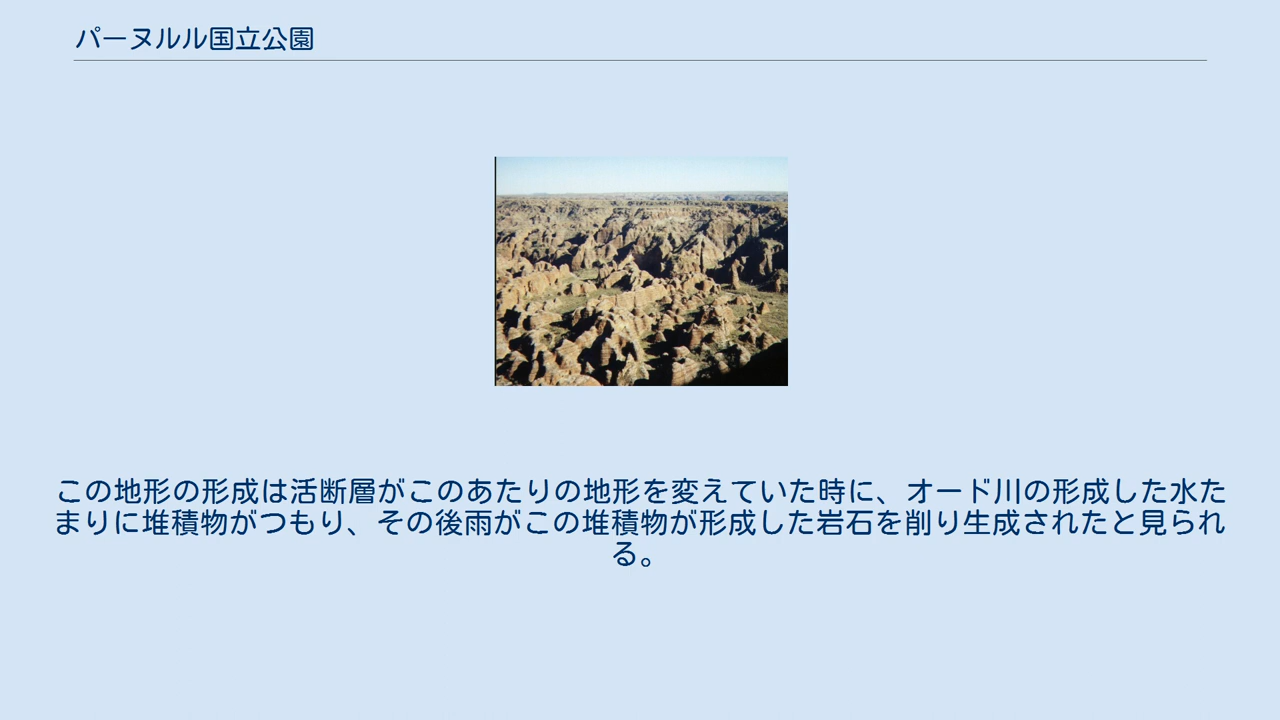 パーヌルル国立公園
この地形の形成は活断層がこのあたりの地形を変えていた時に、オード川の形成した水た
まりに堆積物がつもり、その後雨がこの堆積物が形成した岩石を削り生成されたと見られ
る。